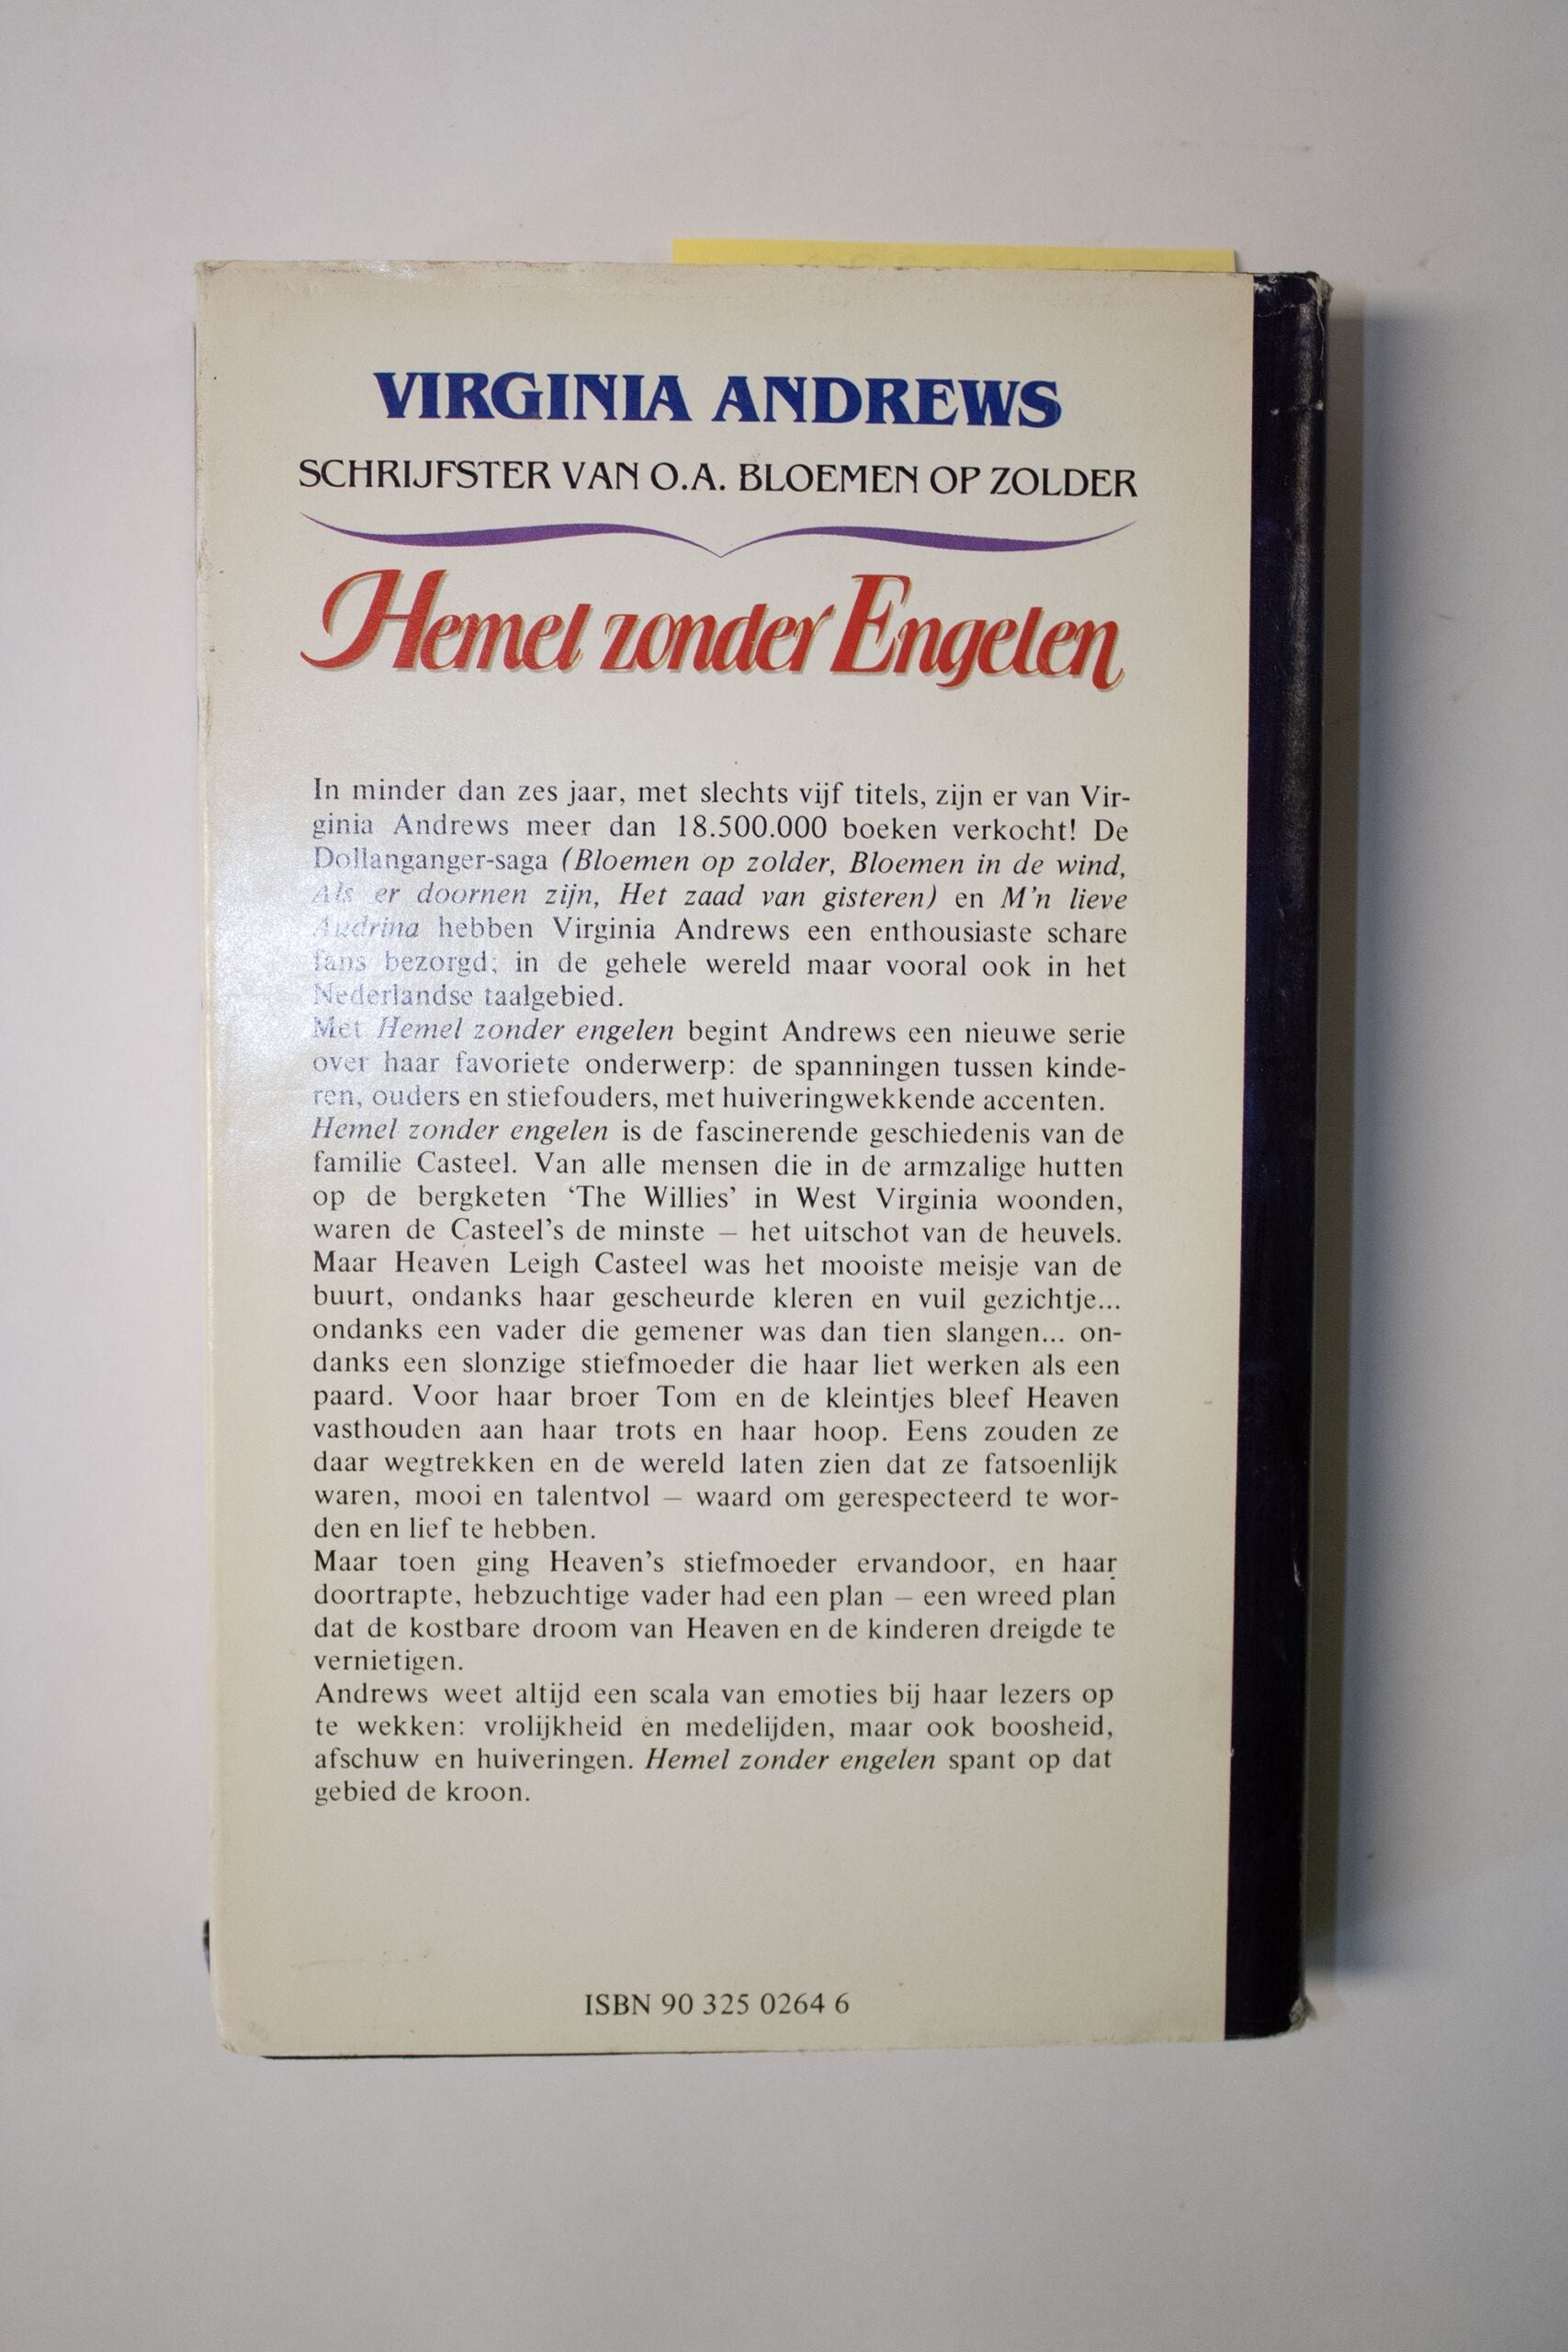 VIRGINIA ANDREWS
SCHRIJFSTER VAN O.A. BLOEMEN OP ZOLDER
Hemel zonder Engelen
In minder dan zes jaar, met slechts vijf titels, zijn er van Vir-
ginia Andrews meer dan 18.500.000 boeken verkocht! De
Dollanganger-saga (Bloemen op zolder, Bloemen in de wind,
Als er doornen zijn, Het zaad van gisteren) en M'n lieve
Audrina hebben Virginia Andrews een enthousiaste schare
fans bezorgd; in de gehele wereld maar vooral ook in het
Nederlandse taalgebied.
Met Hemel zonder engelen begint Andrews een nieuwe serie
over haar favoriete onderwerp: de spanningen tussen kinde-
ren, ouders en stiefouders, met huiveringwekkende accenten.
Hemel zonder engelen is de fascinerende geschiedenis van de
familie Casteel. Van alle mensen die in de armzalige hutten
op de bergketen ‘The Willies’ in West Virginia woonden,
waren de Casteel's de minste – het uitschot van de heuvels.
Maar Heaven Leigh Casteel was het mooiste meisje van de
buurt, ondanks haar gescheurde kleren en vuil gezichtje...
ondanks een vader die gemener was dan tien slangen... on-
danks een slonzige stiefmoeder die haar liet werken als een
paard. Voor haar broer Tom en de kleintjes bleef Heaven
vasthouden aan haar trots en haar hoop. Eens zouden ze
daar wegtrekken en de wereld laten zien dat ze fatsoenlijk
waren, mooi en talentvol – waard om gerespecteerd te wor-
den en lief te hebben.
Maar toen ging Heaven's stiefmoeder ervandoor, en haar
doortrapte, hebzuchtige vader had een plan – een wreed plan
dat de kostbare droom van Heaven en de kinderen dreigde te
vernietigen.
Andrews weet altijd een scala van emoties bij haar lezers op
te wekken: vrolijkheid en medelijden, maar ook boosheid,
afschuw en huiveringen. Hemel zonder engelen spant op dat
gebied de kroon.
ISBN 90 325 0264 6